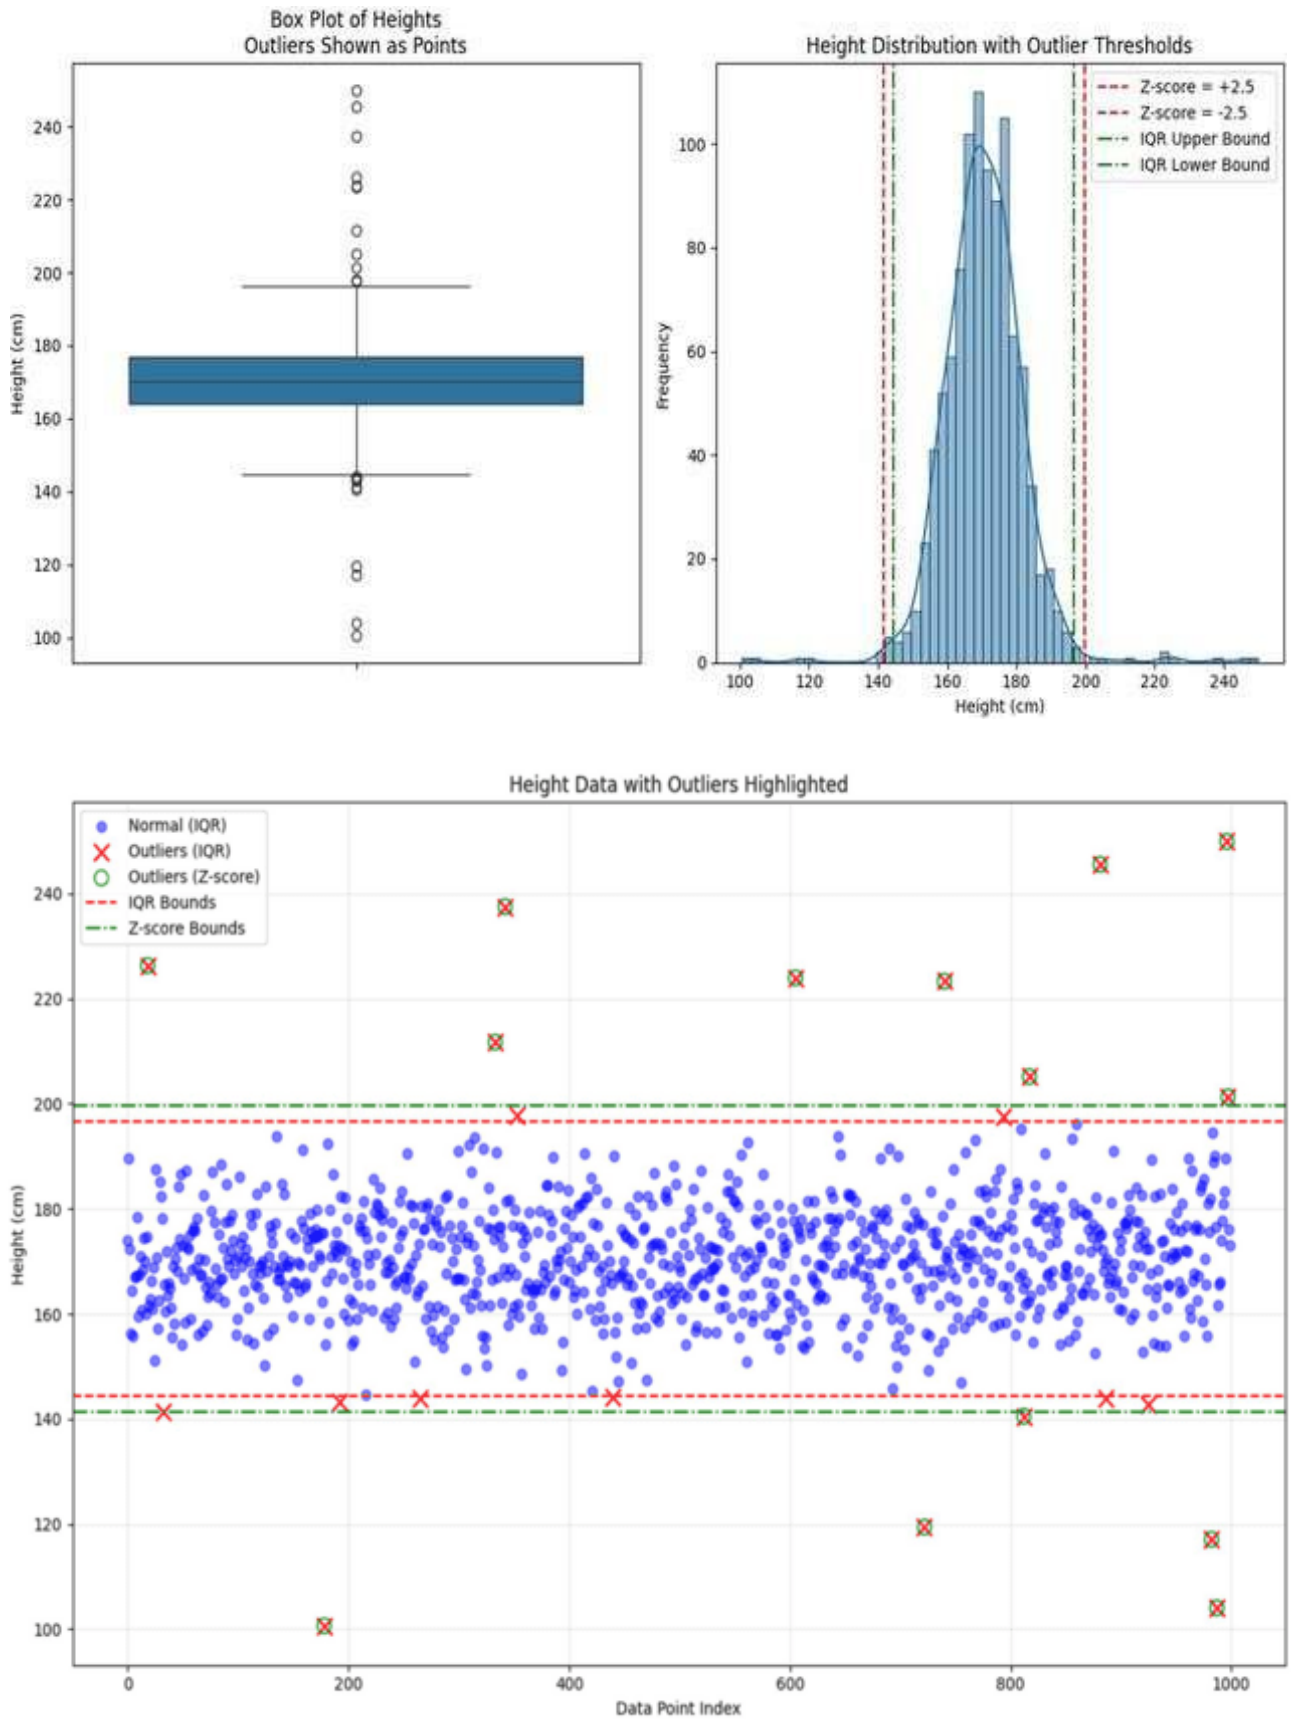 Box Plot of Heights
Outliers Shown as Points
Height (cm)
240
220
200
180
160
140
120
100
Height Distribution with Outlier Thresholds
Z-score = +2.5
Z-score = -2.5
IQR Upper Bound
IQR Lower Bound
Frequency
100
80
60
40
20
0
100 120 140 160 180 200 220 240
Height (cm)
Height Data with Outliers Highlighted
Normal (IQR)
Outliers (IQR)
Outliers (Z-score)
IQR Bounds
Z-score Bounds
Height (cm)
240
220
200
180
160
140
120
100
0 200 400 600 800 1000
Data Point Index